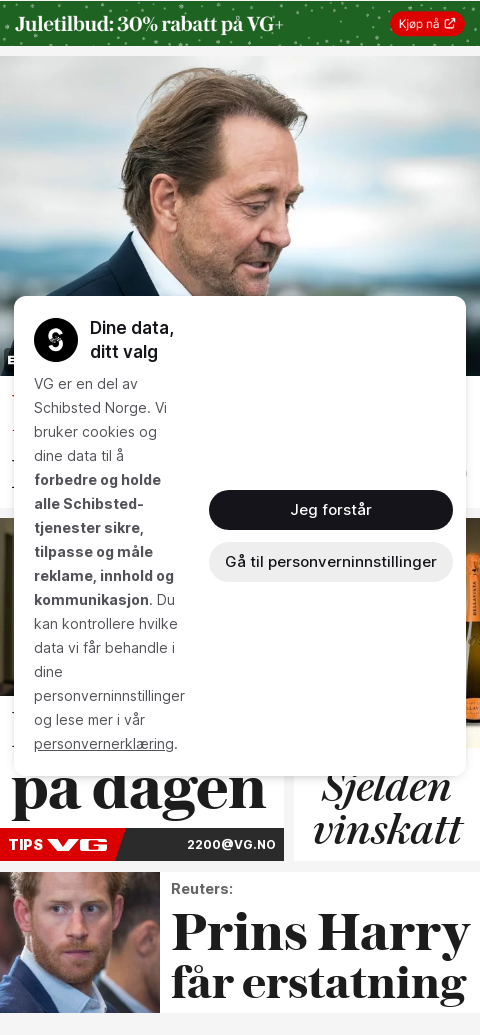 Juletilbud: 30% rabatt på VG+
Kjøp nå
Dine data,
ditt valg
VG er en del av
Schibsted Norge. Vi
bruker cookies og
dine data til å
forbedre og holde
alle Schibsted-
tjenester sikre,
tilpasse og måle
reklame, innhold og
kommunikasjon. Du
kan kontrollere hvilke
data vi får behandle i
dine
personverninnstillinger
og lese mer i vår
personvernerklæring.
Jeg forstår
Gå til personverninnstillinger
på dagen
TIPS VG
2200@VG.NO
Sjelden
vinskatt
Reuters:
Prins Harry
får erstatning